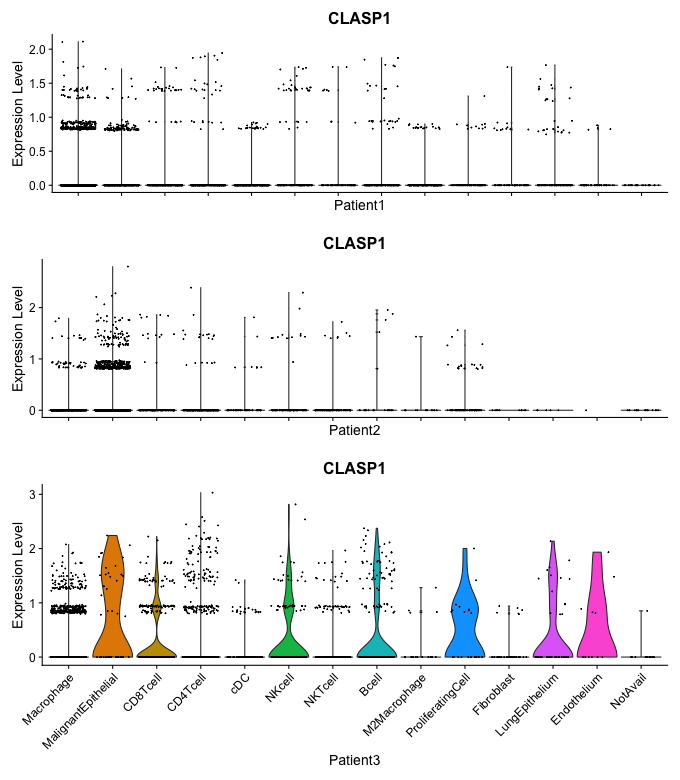 CLASP1
Expression Level
2.0
1.5
1.0
0.5
0.0
Patient1
CLASP1
Expression Level
2
1
0
Patient2
CLASP1
Expression Level
3
2
1
0
Macrophage
MalignantEpithelial
CD8Tcell
CD4Tcell
cDC
NKcell
NKTcell
Bcell
M2Macrophage
ProliferatingCell
Fibroblast
LungEpithelium
Endothelium
NotAvail
Patient3